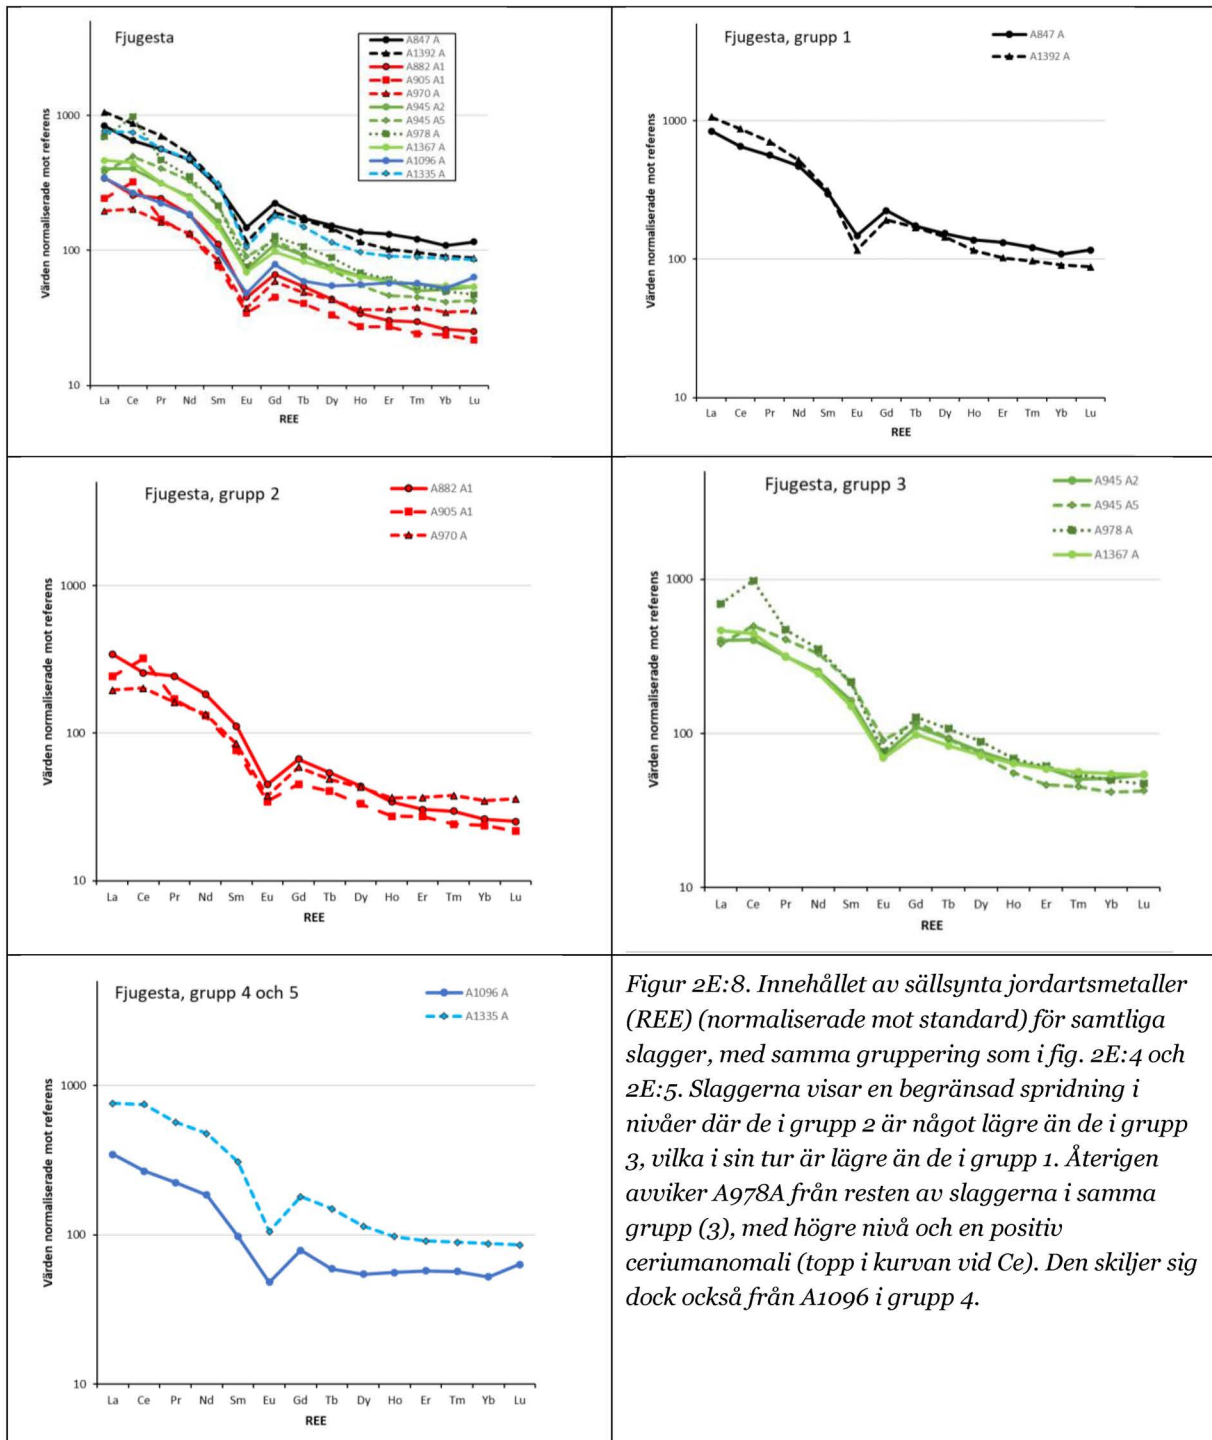 Fjugesta
A847 A
A1392 A
A882 A1
A905 A1
A970 A
A945 A2
A945 A5
A978 A
A1367 A
A1096 A
A1335 A
Värden normaliserade mot referens
1000
100
10
La Ce Pr Nd Sm Eu Gd Tb Dy Ho Er Tm Yb Lu
REE
Fjugesta, grupp 1
A847 A
A1392 A
Värden normaliserade mot referens
1000
100
10
La Ce Pr Nd Sm Eu Gd Tb Dy Ho Er Tm Yb Lu
REE
Fjugesta, grupp 2
A882 A1
A905 A1
A970 A
Värden normaliserade mot referens
1000
100
10
La Ce Pr Nd Sm Eu Gd Tb Dy Ho Er Tm Yb Lu
REE
Fjugesta, grupp 3
A945 A2
A945 A5
A978 A
A1367 A
Värden normaliserade mot referens
1000
100
10
La Ce Pr Nd Sm Eu Gd Tb Dy Ho Er Tm Yb Lu
REE
Fjugesta, grupp 4 och 5
A1096 A
A1335 A
Värden normaliserade mot referens
1000
100
10
La Ce Pr Nd Sm Eu Gd Tb Dy Ho Er Tm Yb Lu
REE
Figur 2E:8. Innehållet av sällsynta jordartsmetaller
(REE) (normaliserade mot standard) för samtliga
slagger, med samma gruppering som i fig. 2E:4 och
2E:5. Slaggerna visar en begränsad spridning i
nivåer där de i grupp 2 är något lägre än de i grupp
3, vilka i sin tur är lägre än de i grupp 1. Återigen
avviker A978A från resten av slaggerna i samma
grupp (3), med högre nivå och en positiv
ceriumanomali (topp i kurvan vid Ce). Den skiljer sig
dock också från A1096 i grupp 4.